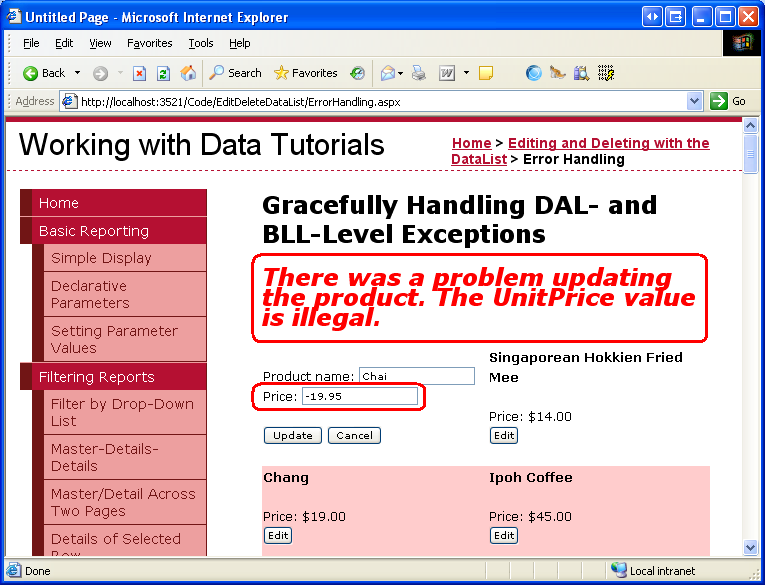 Untitled Page - Microsoft Internet Explorer
File Edit View Favorites Tools Help
Back Search Favorites
Address http://localhost:3521/Code/EditDeleteDataList/ErrorHandling.aspx Go
Working with Data Tutorials
Home > Editing and Deleting with the
DataList > Error Handling
Home
Basic Reporting
Simple Display
Declarative
Parameters
Setting Parameter
Values
Filtering Reports
Filter by Drop-Down
List
Master-Details-
Details
Master/Detail Across
Two Pages
Details of Selected
Row
Gracefully Handling DAL- and
BLL-Level Exceptions
There was a problem updating
the product. The UnitPrice value
is illegal.
Product name: Chai
Price: -19.95
Update Cancel
Singaporean Hokkien Fried
Mee
Price: $14.00
Edit
Chang
Price: $19.00
Edit
Ipoh Coffee
Price: $45.00
Edit
Done Local intranet